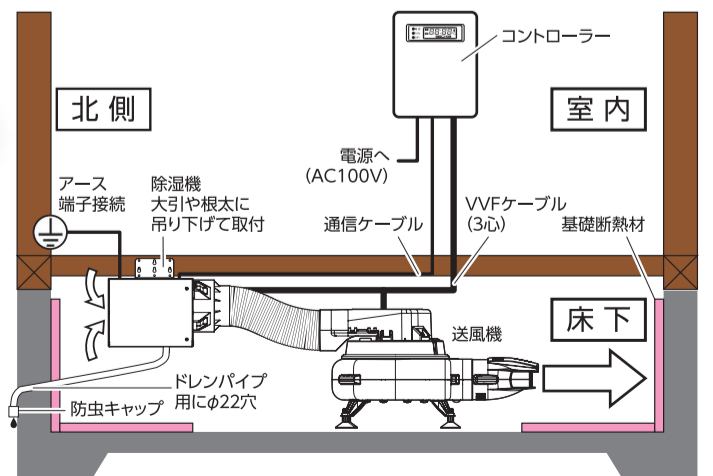 コントローラー
北側
室内
電源へ
(AC100V)
アース
端子接続
除湿機
大引や根太に
吊り下げて取付
通信ケーブル
VVFケーブル
(3心)
基礎断熱材
床下
送風機
ドレンパイプ
用にφ22穴
防虫キャップ